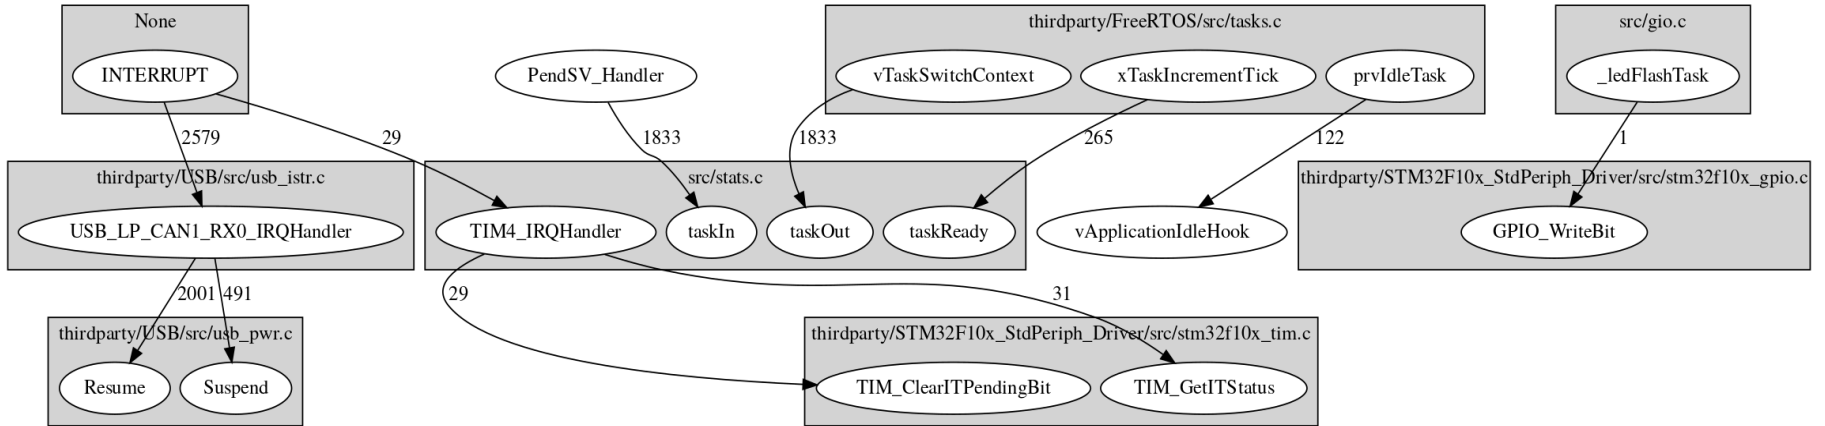 None
thirdparty/FreeRTOS/src/tasks.c
src/gio.c
INTERRUPT
PendSV_Handler
vTaskSwitchContext
xTaskIncrementTick
prvIdleTask
_ledFlashTask
2579
29
1833
1833
265
122
1
thirdparty/USB/src/usb_istr.c
src/stats.c
thirdparty/STM32F10x_StdPeriph_Driver/src/stm32f10x_gpio.c
USB_LP_CAN1_RX0_IRQHandler
TIM4_IRQHandler
taskIn
taskOut
taskReady
vApplicationIdleHook
GPIO_WriteBit
2001
491
29
31
thirdparty/USB/src/usb_pwr.c
thirdparty/STM32F10x_StdPeriph_Driver/src/stm32f10x_tim.c
Resume
Suspend
TIM_ClearITPendingBit
TIM_GetITStatus